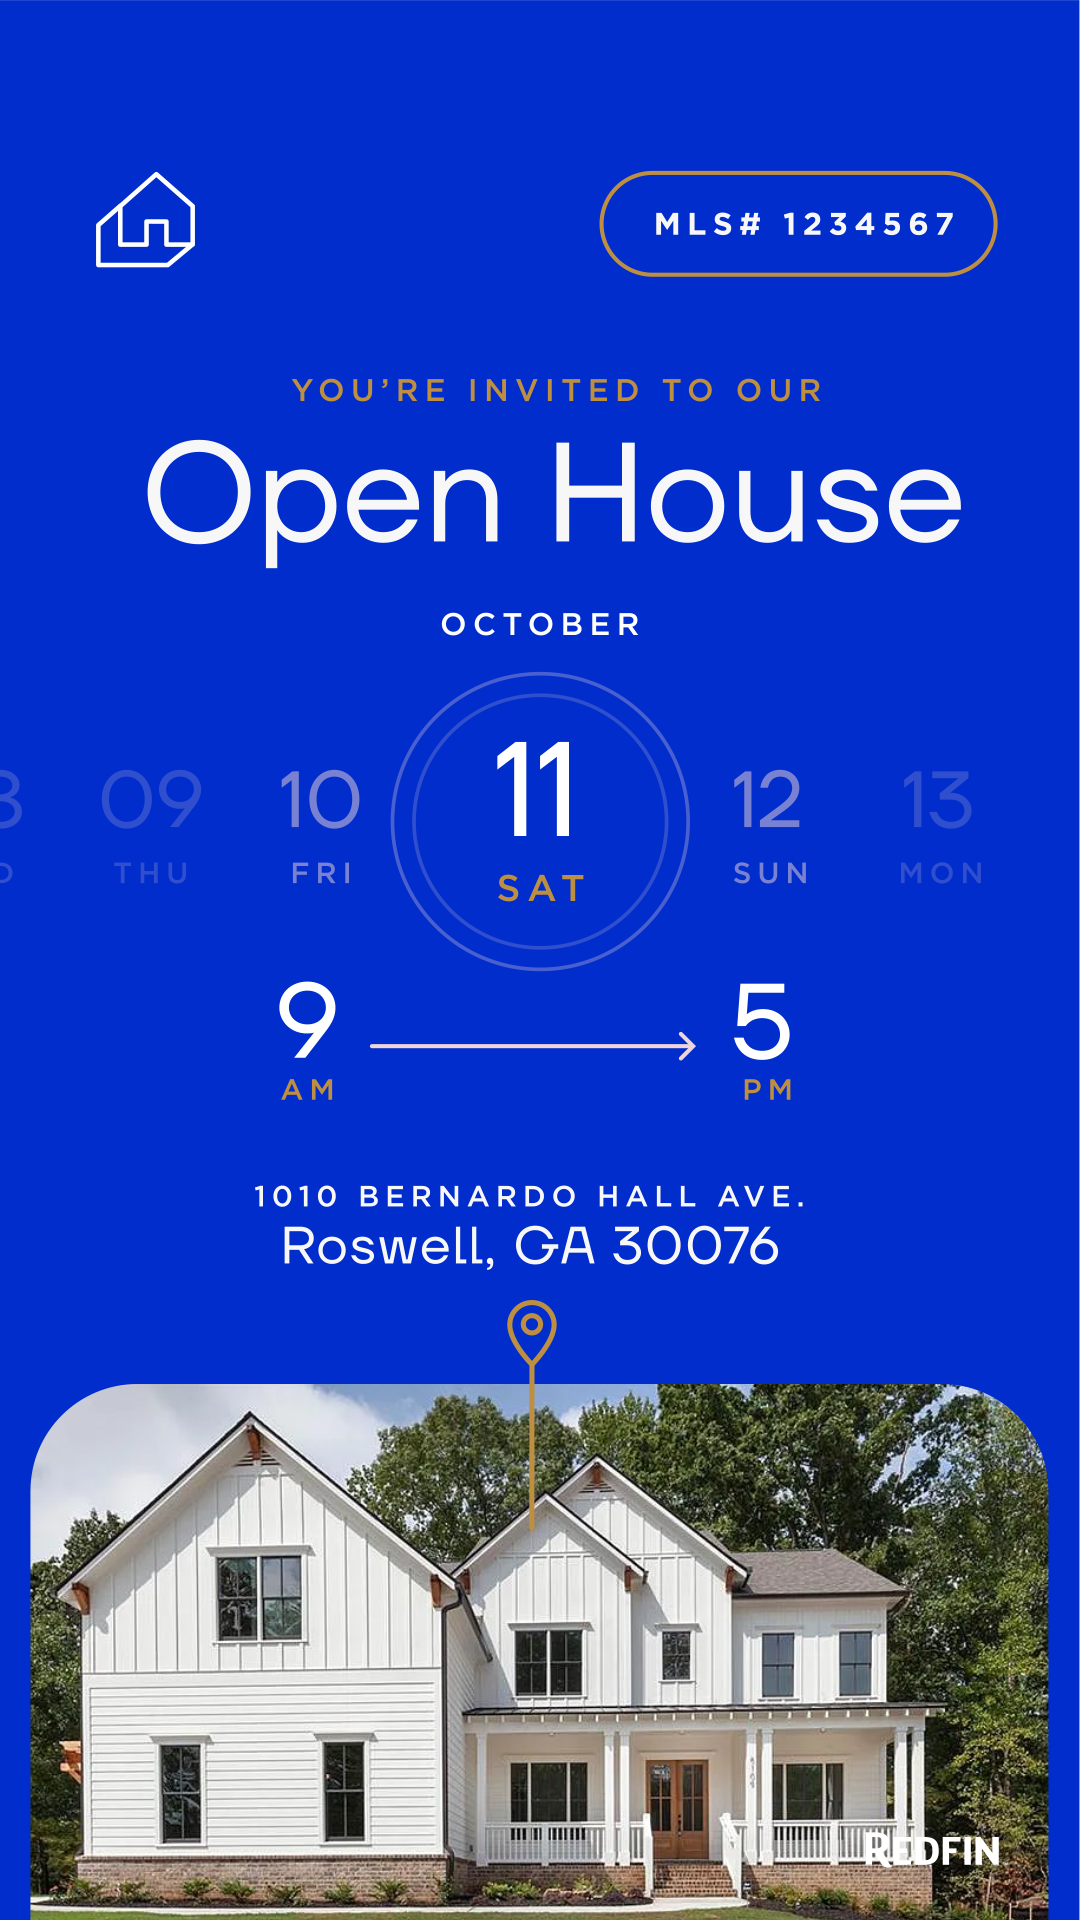 MLS# 1234567
YOU’RE INVITED TO OUR
Open House
OCTOBER
09 10 11 12 13
THU FRI SAT SUN MON
9 5
AM PM
1010 BERNARDO HALL AVE.
Roswell, GA 30076
REDFIN